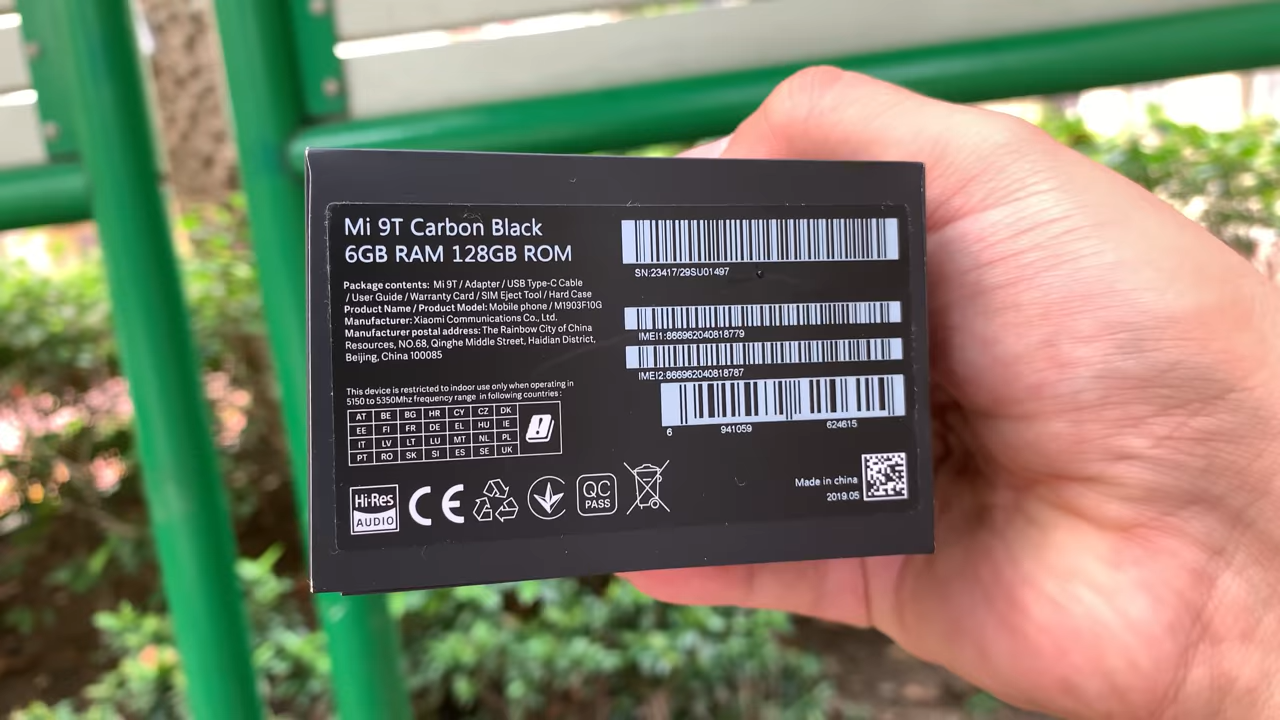 Mi 9T Carbon Black
6GB RAM 128GB ROM
Package contents: Mi 9T / Adapter / USB Type-C Cable
/ User Guide / Warranty Card / SIM Eject Tool / Hard Case
Product Name / Product Model: Mobile phone / M1903F10G
Manufacturer: Xiaomi Communications Co., Ltd.
Manufacturer postal address: The Rainbow City of China
Resources, NO.68, Qinghe Middle Street, Haidian District,
Beijing, China 100085
This device is restricted to indoor use only when operating in
5150 to 5350Mhz frequency range in following countries :
AT BE BG HR CY CZ DK
EE FI FR DE EL HU IE
IT LV LT LU MT NL PL
PT RO SK SI ES SE UK
Hi-Res
AUDIO
CE
QC
PASS
SN:23417/29SU01497
IMEI1:866962040818779
IMEI2:866962040818787
6 941059 624615
Made in china
2019.05